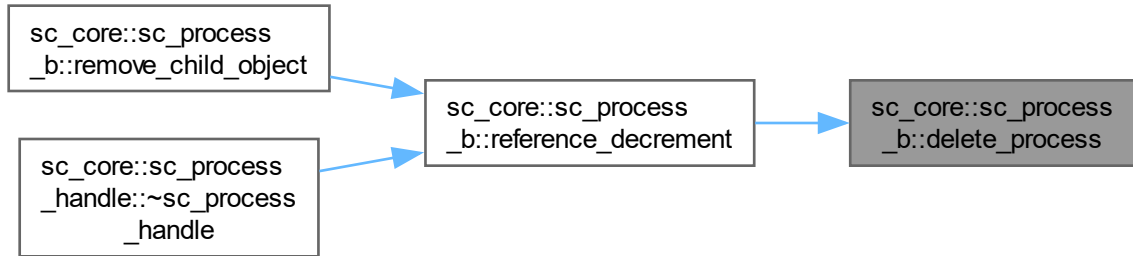 sc_core::sc_process
_b::remove_child_object
sc_core::sc_process
_handle::~sc_process
_handle
sc_core::sc_process
_b::reference_decrement
sc_core::sc_process
_b::delete_process